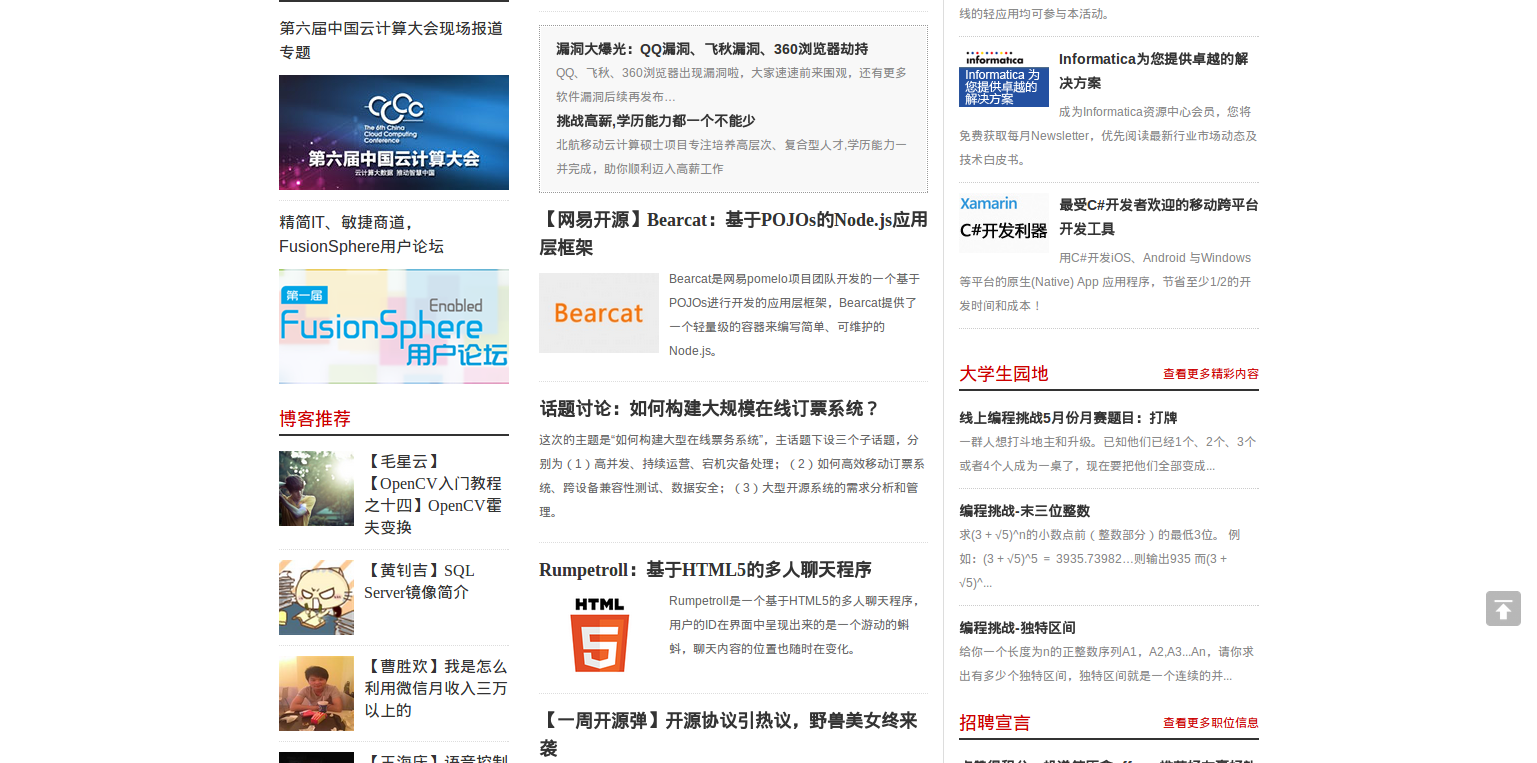 第六届中国云计算大会现场报道
专题
CCCC
The 6th China
Cloud Computing
Conference
第六届中国云计算大会
云计算大数据 推动智慧中国
精简IT、敏捷商道，
FusionSphere用户论坛
第一届
Enabled
FusionSphere
用户论坛
博客推荐
【毛星云】
【OpenCV入门教程
之十四】OpenCV霍
夫变换
【黄钊吉】SQL
Server镜像简介
【曹胜欢】我是怎么
利用微信月收入三万
以上的
漏洞大爆光：QQ漏洞、飞秋漏洞、360浏览器劫持
QQ、飞秋、360浏览器出现漏洞啦，大家速速前来围观，还有更多
软件漏洞后续再发布…
挑战高薪,学历能力都一个不能少
北航移动云计算硕士项目专注培养高层次、复合型人才,学历能力一
并完成，助你顺利迈入高薪工作
【网易开源】Bearcat：基于POJOs的Node.js应用
层框架
Bearcat
Bearcat是网易pomelo项目团队开发的一个基于
POJOs进行开发的应用层框架，Bearcat提供了
一个轻量级的容器来编写简单、可维护的
Node.js。
话题讨论：如何构建大规模在线订票系统？
这次的主题是“如何构建大型在线票务系统”，主话题下设三个子话题，分
别为（1）高并发、持续运营、宕机灾备处理；（2）如何高效移动订票系
统、跨设备兼容性测试、数据安全；（3）大型开源系统的需求分析和管
理。
Rumpetroll：基于HTML5的多人聊天程序
HTML
5
Rumpetroll是一个基于HTML5的多人聊天程序，
用户的ID在界面中呈现出来的是一个游动的蝌
蚪，聊天内容的位置也随时在变化。
【一周开源弹】开源协议引热议，野兽美女终来
袭
线的轻应用均可参与本活动。
informatica
Informatica 为
您提供卓越的
解决方案
Informatica为您提供卓越的解
决方案
成为Informatica资源中心会员，您将
免费获取每月Newsletter，优先阅读最新行业市场动态及
技术白皮书。
Xamarin
C#开发利器
最受C#开发者欢迎的移动跨平台
开发工具
用C#开发iOS、Android 与Windows
等平台的原生(Native) App 应用程序，节省至少1/2的开
发时间和成本！
大学生园地
查看更多精彩内容
线上编程挑战5月份月赛题目：打牌
一群人想打斗地主和升级。已知他们已经1个、2个、3个
或者4个人成为一桌了，现在要把他们全部变成...
编程挑战-末三位整数
求(3 + √5)^n的小数点前（整数部分）的最低3位。 例
如：(3 + √5)^5 = 3935.73982…则输出935 而(3 +
√5)^...
编程挑战-独特区间
给你一个长度为n的正整数序列A1，A2,A3...An，请你求
出有多少个独特区间，独特区间就是一个连续的并...
招聘宣言
查看更多职位信息